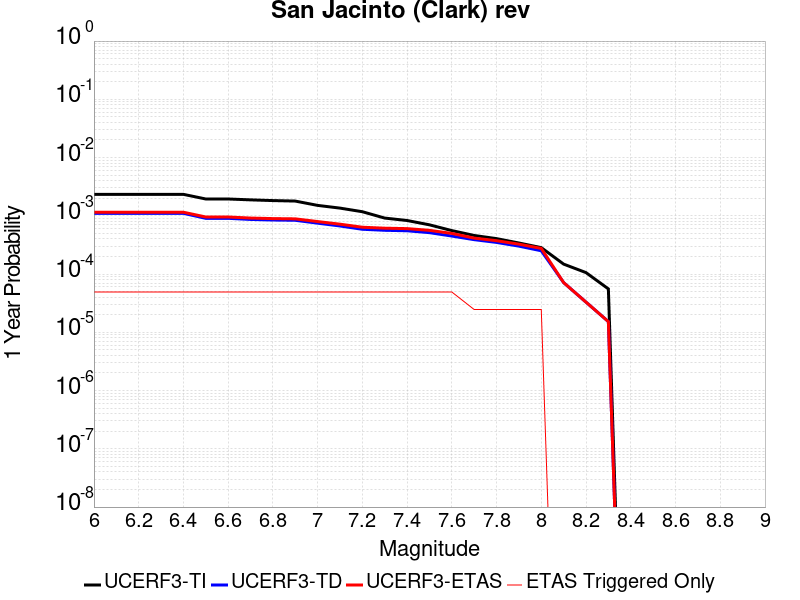 San Jacinto (Clark) rev
10^0
10^-1
10^-2
10^-3
10^-4
10^-5
10^-6
10^-7
10^-8
1 Year Probability
6 6.2 6.4 6.6 6.8 7 7.2 7.4 7.6 7.8 8 8.2 8.4 8.6 8.8 9
Magnitude
UCERF3-TI UCERF3-TD UCERF3-ETAS ETAS Triggered Only